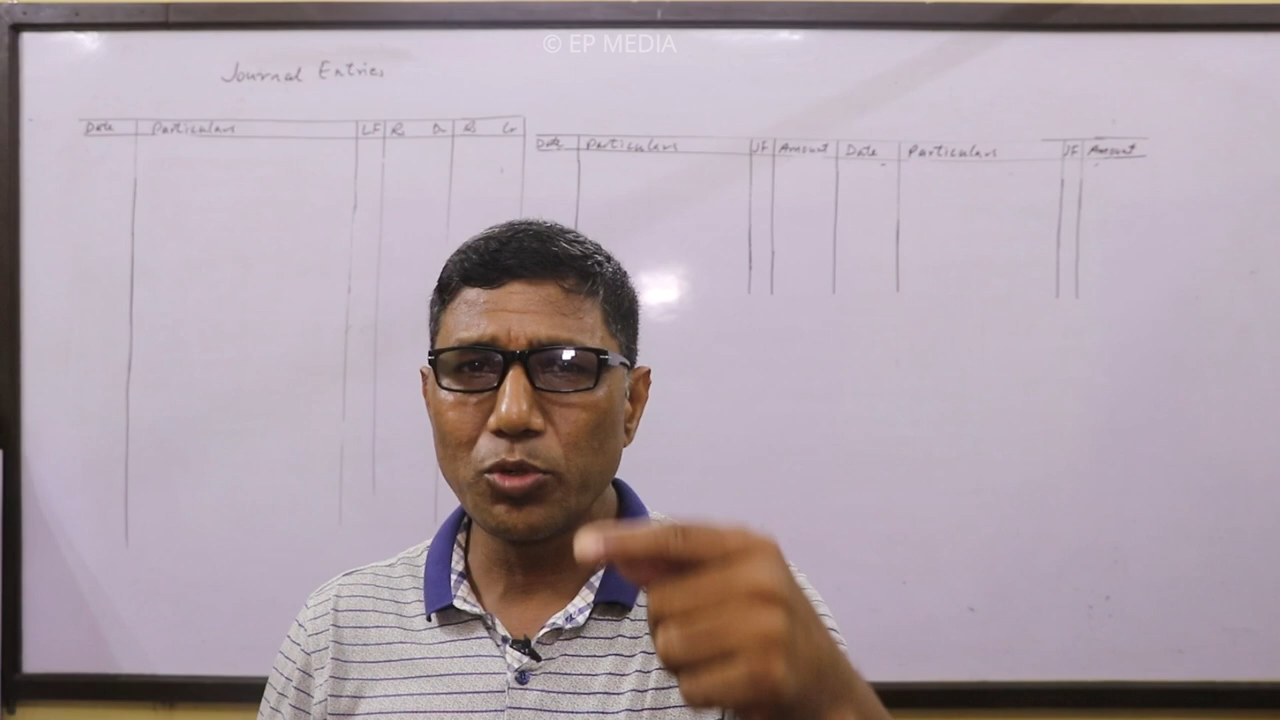 © EP MEDIA
Journal Entries
Date Particulars LF Rs Dr Rs Cr
Date Particulars JF Amount Date Particulars JF Amount